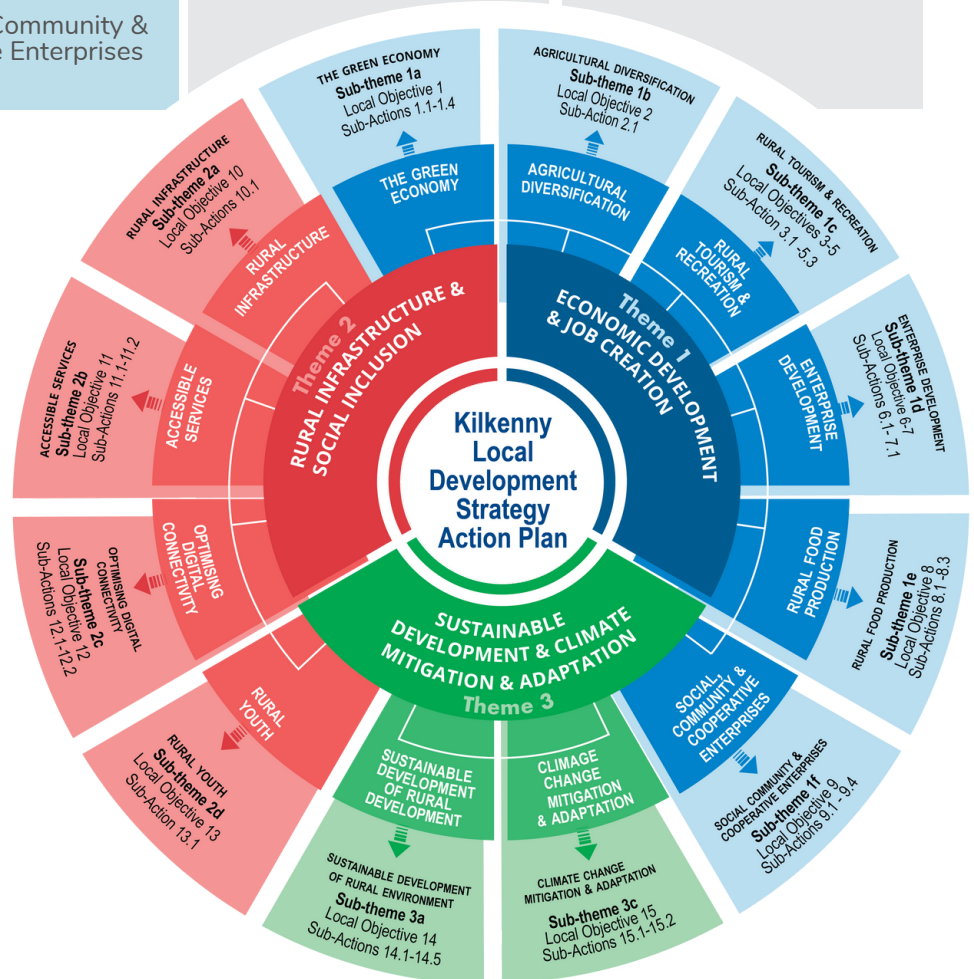 Community &
Enterprises
Kilkenny
Local
Development
Strategy
Action Plan
Theme 1
ECONOMIC DEVELOPMENT
& JOB CREATION
THE GREEN
ECONOMY
THE GREEN ECONOMY
Sub-theme 1a
Local Objective 1
Sub-Actions 1.1-1.4
AGRICULTURAL
DIVERSIFICATION
AGRICULTURAL DIVERSIFICATION
Sub-theme 1b
Local Objective 2
Sub-Action 2.1
RURAL
TOURISM &
RECREATION
RURAL TOURISM & RECREATION
Sub-theme 1c
Local Objectives 3-5
Sub-Action 3.1 -5.3
ENTERPRISE
DEVELOPMENT
ENTERPRISE DEVELOPMENT
Sub-theme 1d
Local Objective 6-7
Sub-Actions 6.1- 7.1
RURAL FOOD
PRODUCTION
RURAL FOOD PRODUCTION
Sub-theme 1e
Local Objective 8
Sub-Actions 8.1 -8.3
SOCIAL,
COMMUNITY &
COOPERATIVE
ENTERPRISES
SOCIAL COMMUNITY &
COOPERATIVE ENTERPRISES
Sub-theme 1f
Local Objective 9
Sub-Actions 9.1 - 9.4
SUSTAINABLE
DEVELOPMENT & CLIMATE
MITIGATION & ADAPTATION
Theme 3
CLIMAGE
CHANGE
MITIGATION
& ADAPTATION
CLIMATE CHANGE
MITIGATION & ADAPTATION
Sub-theme 3c
Local Objective 15
Sub-Actions 15.1-15.2
SUSTAINABLE
DEVELOPMENT
OF RURAL
DEVELOPMENT
SUSTAINABLE DEVELOPMENT
OF RURAL ENVIRONMENT
Sub-theme 3a
Local Objective 14
Sub-Actions 14.1-14.5
Theme 2
RURAL INFRASTRUCTURE &
SOCIAL INCLUSION
RURAL
YOUTH
RURAL YOUTH
Sub-theme 2d
Local Objective 13
Sub-Action 13.1
OPTIMISING
DIGITAL
CONNECTIVITY
OPTIMISING DIGITAL
CONNECTIVITY
Sub-theme 2c
Local Objective 12
Sub-Actions 12.1-12.2
ACCESSIBLE
SERVICES
ACCESSIBLE SERVICES
Sub-theme 2b
Local Objective 11
Sub-Actions 11.1-11.2
RURAL
INFRASTRUCTURE
RURAL INFRASTRUCTURE
Sub-theme 2a
Local Objective 10
Sub-Actions 10.1